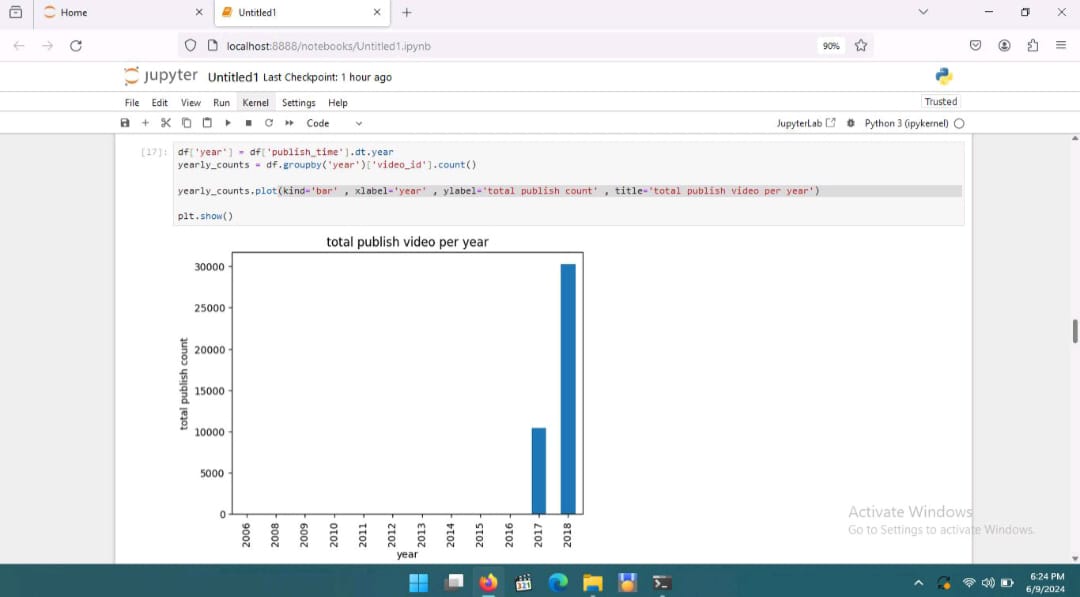 Home
Untitled1
localhost:8888/notebooks/Untitled1.ipynb
90%
jupyter Untitled1 Last Checkpoint: 1 hour ago
File Edit View Run Kernel Settings Help
Trusted
Code
JupyterLab
Python 3 (ipykernel)
[17]:
df['year'] = df['publish_time'].dt.year
yearly_counts = df.groupby('year')['video_id'].count()
yearly_counts.plot(kind='bar' , xlabel='year' , ylabel='total publish count' , title='total publish video per year')
plt.show()
total publish video per year
30000
25000
20000
15000
10000
5000
0
total publish count
2006 2008 2009 2010 2011 2012 2013 2014 2015 2016 2017 2018
year
Activate Windows
Go to Settings to activate Windows.
321
6:24 PM
6/9/2024